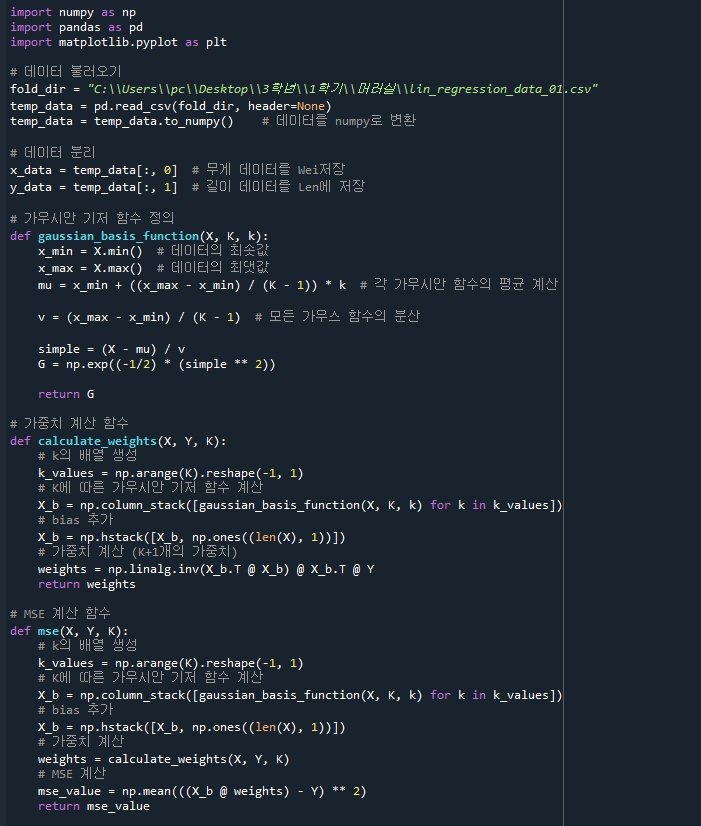 import numpy as np
import pandas as pd
import matplotlib.pyplot as plt
# 데이터 불러오기
fold_dir = "C:\\Users\\pc\\Desktop\\3학년\\1학기\\머러실\\lin_regression_data_01.csv"
temp_data = pd.read_csv(fold_dir, header=None)
temp_data = temp_data.to_numpy()    # 데이터를 numpy로 변환
# 데이터 분리
x_data = temp_data[:, 0]  # 무게 데이터를 Wei저장
y_data = temp_data[:, 1]  # 길이 데이터를 Len에 저장
# 가우시안 기저 함수 정의
def gaussian_basis_function(X, K, k):
    x_min = X.min()  # 데이터의 최솟값
    x_max = X.max()  # 데이터의 최댓값
    mu = x_min + ((x_max - x_min) / (K - 1)) * k  # 각 가우시안 함수의 평균 계산
    v = (x_max - x_min) / (K - 1)  # 모든 가우스 함수의 분산
    simple = (X - mu) / v
    G = np.exp((-1/2) * (simple ** 2))
    return G
# 가중치 계산 함수
def calculate_weights(X, Y, K):
    # k의 배열 생성
    k_values = np.arange(K).reshape(-1, 1)
    # K에 따른 가우시안 기저 함수 계산
    X_b = np.column_stack([gaussian_basis_function(X, K, k) for k in k_values])
    # bias 추가
    X_b = np.hstack([X_b, np.ones((len(X), 1))])
    # 가중치 계산 (K+1개의 가중치)
    weights = np.linalg.inv(X_b.T @ X_b) @ X_b.T @ Y
    return weights
# MSE 계산 함수
def mse(X, Y, K):
    # k의 배열 생성
    k_values = np.arange(K).reshape(-1, 1)
    # K에 따른 가우시안 기저 함수 계산
    X_b = np.column_stack([gaussian_basis_function(X, K, k) for k in k_values])
    # bias 추가
    X_b = np.hstack([X_b, np.ones((len(X), 1))])
    # 가중치 계산
    weights = calculate_weights(X, Y, K)
    # MSE 계산
    mse_value = np.mean(((X_b @ weights) - Y) ** 2)
    return mse_value